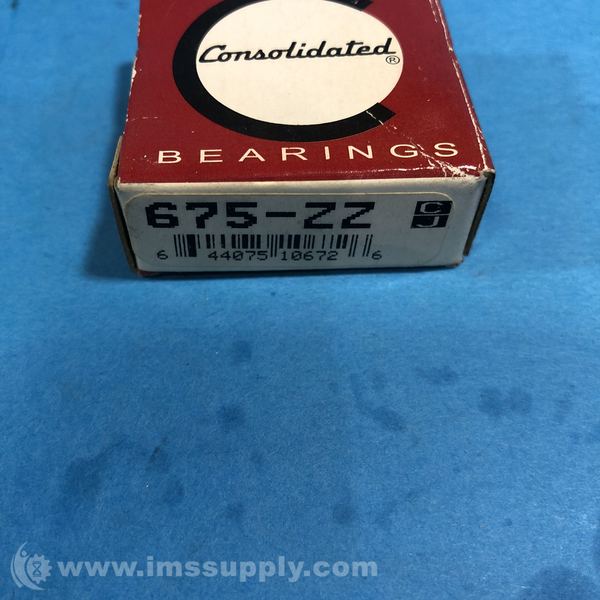 Consolidated®
BEARINGS
675-ZZ
CJ
6 44075 10672 6
www.imssupply.com